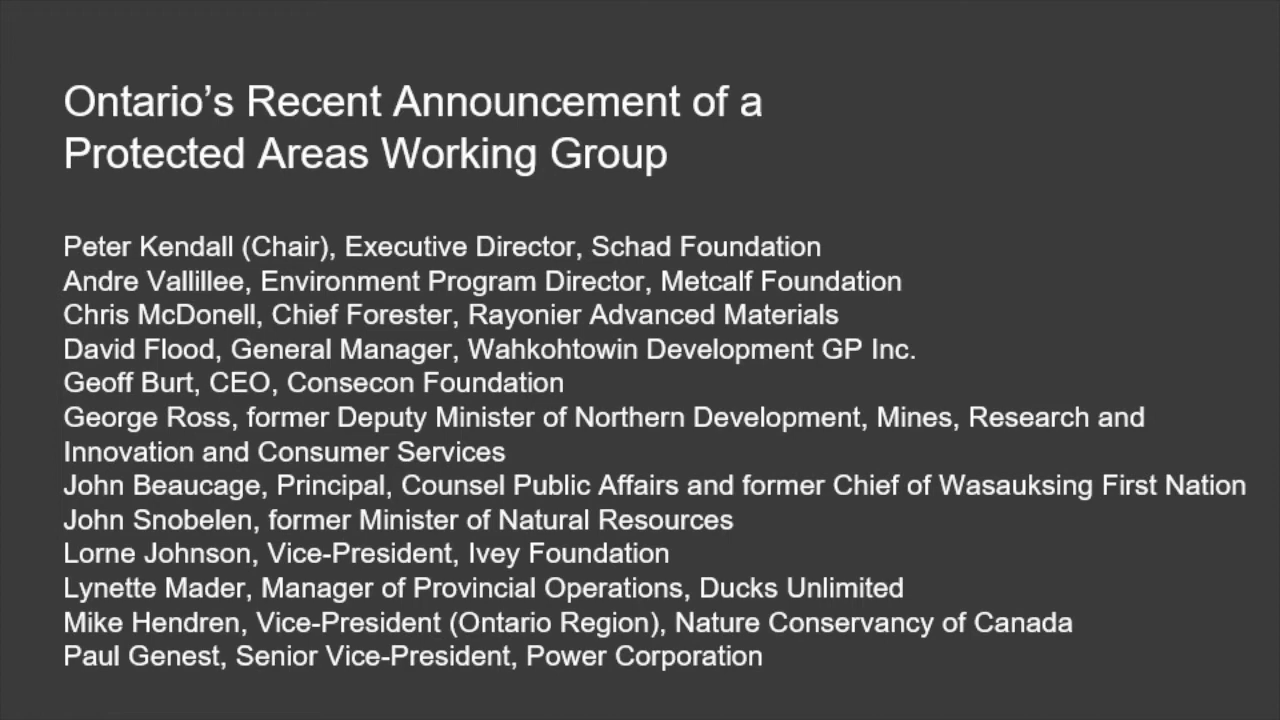 Ontario's Recent Announcement of a
Protected Areas Working Group
Peter Kendall (Chair), Executive Director, Schad Foundation
Andre Vallillee, Environment Program Director, Metcalf Foundation
Chris McDonell, Chief Forester, Rayonier Advanced Materials
David Flood, General Manager, Wahkohtowin Development GP Inc.
Geoff Burt, CEO, Consecon Foundation
George Ross, former Deputy Minister of Northern Development, Mines, Research and
Innovation and Consumer Services
John Beaucage, Principal, Counsel Public Affairs and former Chief of Wasauksing First Nation
John Snobelen, former Minister of Natural Resources
Lorne Johnson, Vice-President, Ivey Foundation
Lynette Mader, Manager of Provincial Operations, Ducks Unlimited
Mike Hendren, Vice-President (Ontario Region), Nature Conservancy of Canada
Paul Genest, Senior Vice-President, Power Corporation